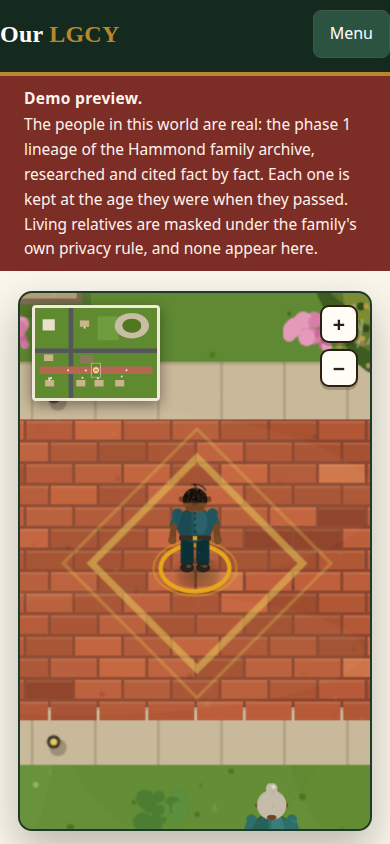 Our LGCY
Menu
Demo preview.
The people in this world are real: the phase 1
lineage of the Hammond family archive,
researched and cited fact by fact. Each one is
kept at the age they were when they passed.
Living relatives are masked under the family's
own privacy rule, and none appear here.
+
−